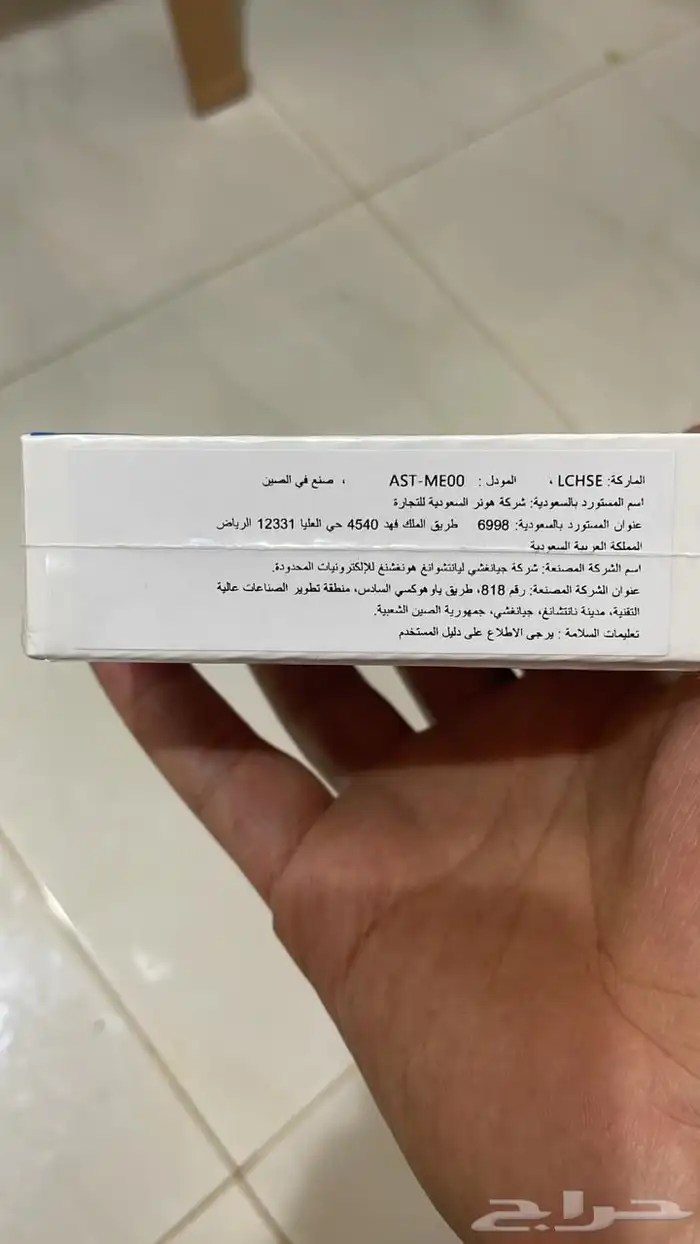 الماركة: LCHSE ، الموديل : AST-ME00 ، صنع في الصين
اسم المستورد بالسعودية: شركة هونر السعودية للتجارة
عنوان المستورد بالسعودية: 6998 طريق الملك فهد 4540 حي العليا 12331 الرياض
المملكة العربية السعودية
اسم الشركة المصنعة: شركة جيانغشي ليانتشوانغ هونغشنغ للإلكترونيات المحدودة.
عنوان الشركة المصنعة: رقم 818، طريق ياوهوكسي السادس، منطقة تطوير الصناعات عالية
التقنية، مدينة نانتشانغ، جيانغشي، جمهورية الصين الشعبية.
تعليمات السلامة : يرجى الاطلاع على دليل المستخدم
حراج